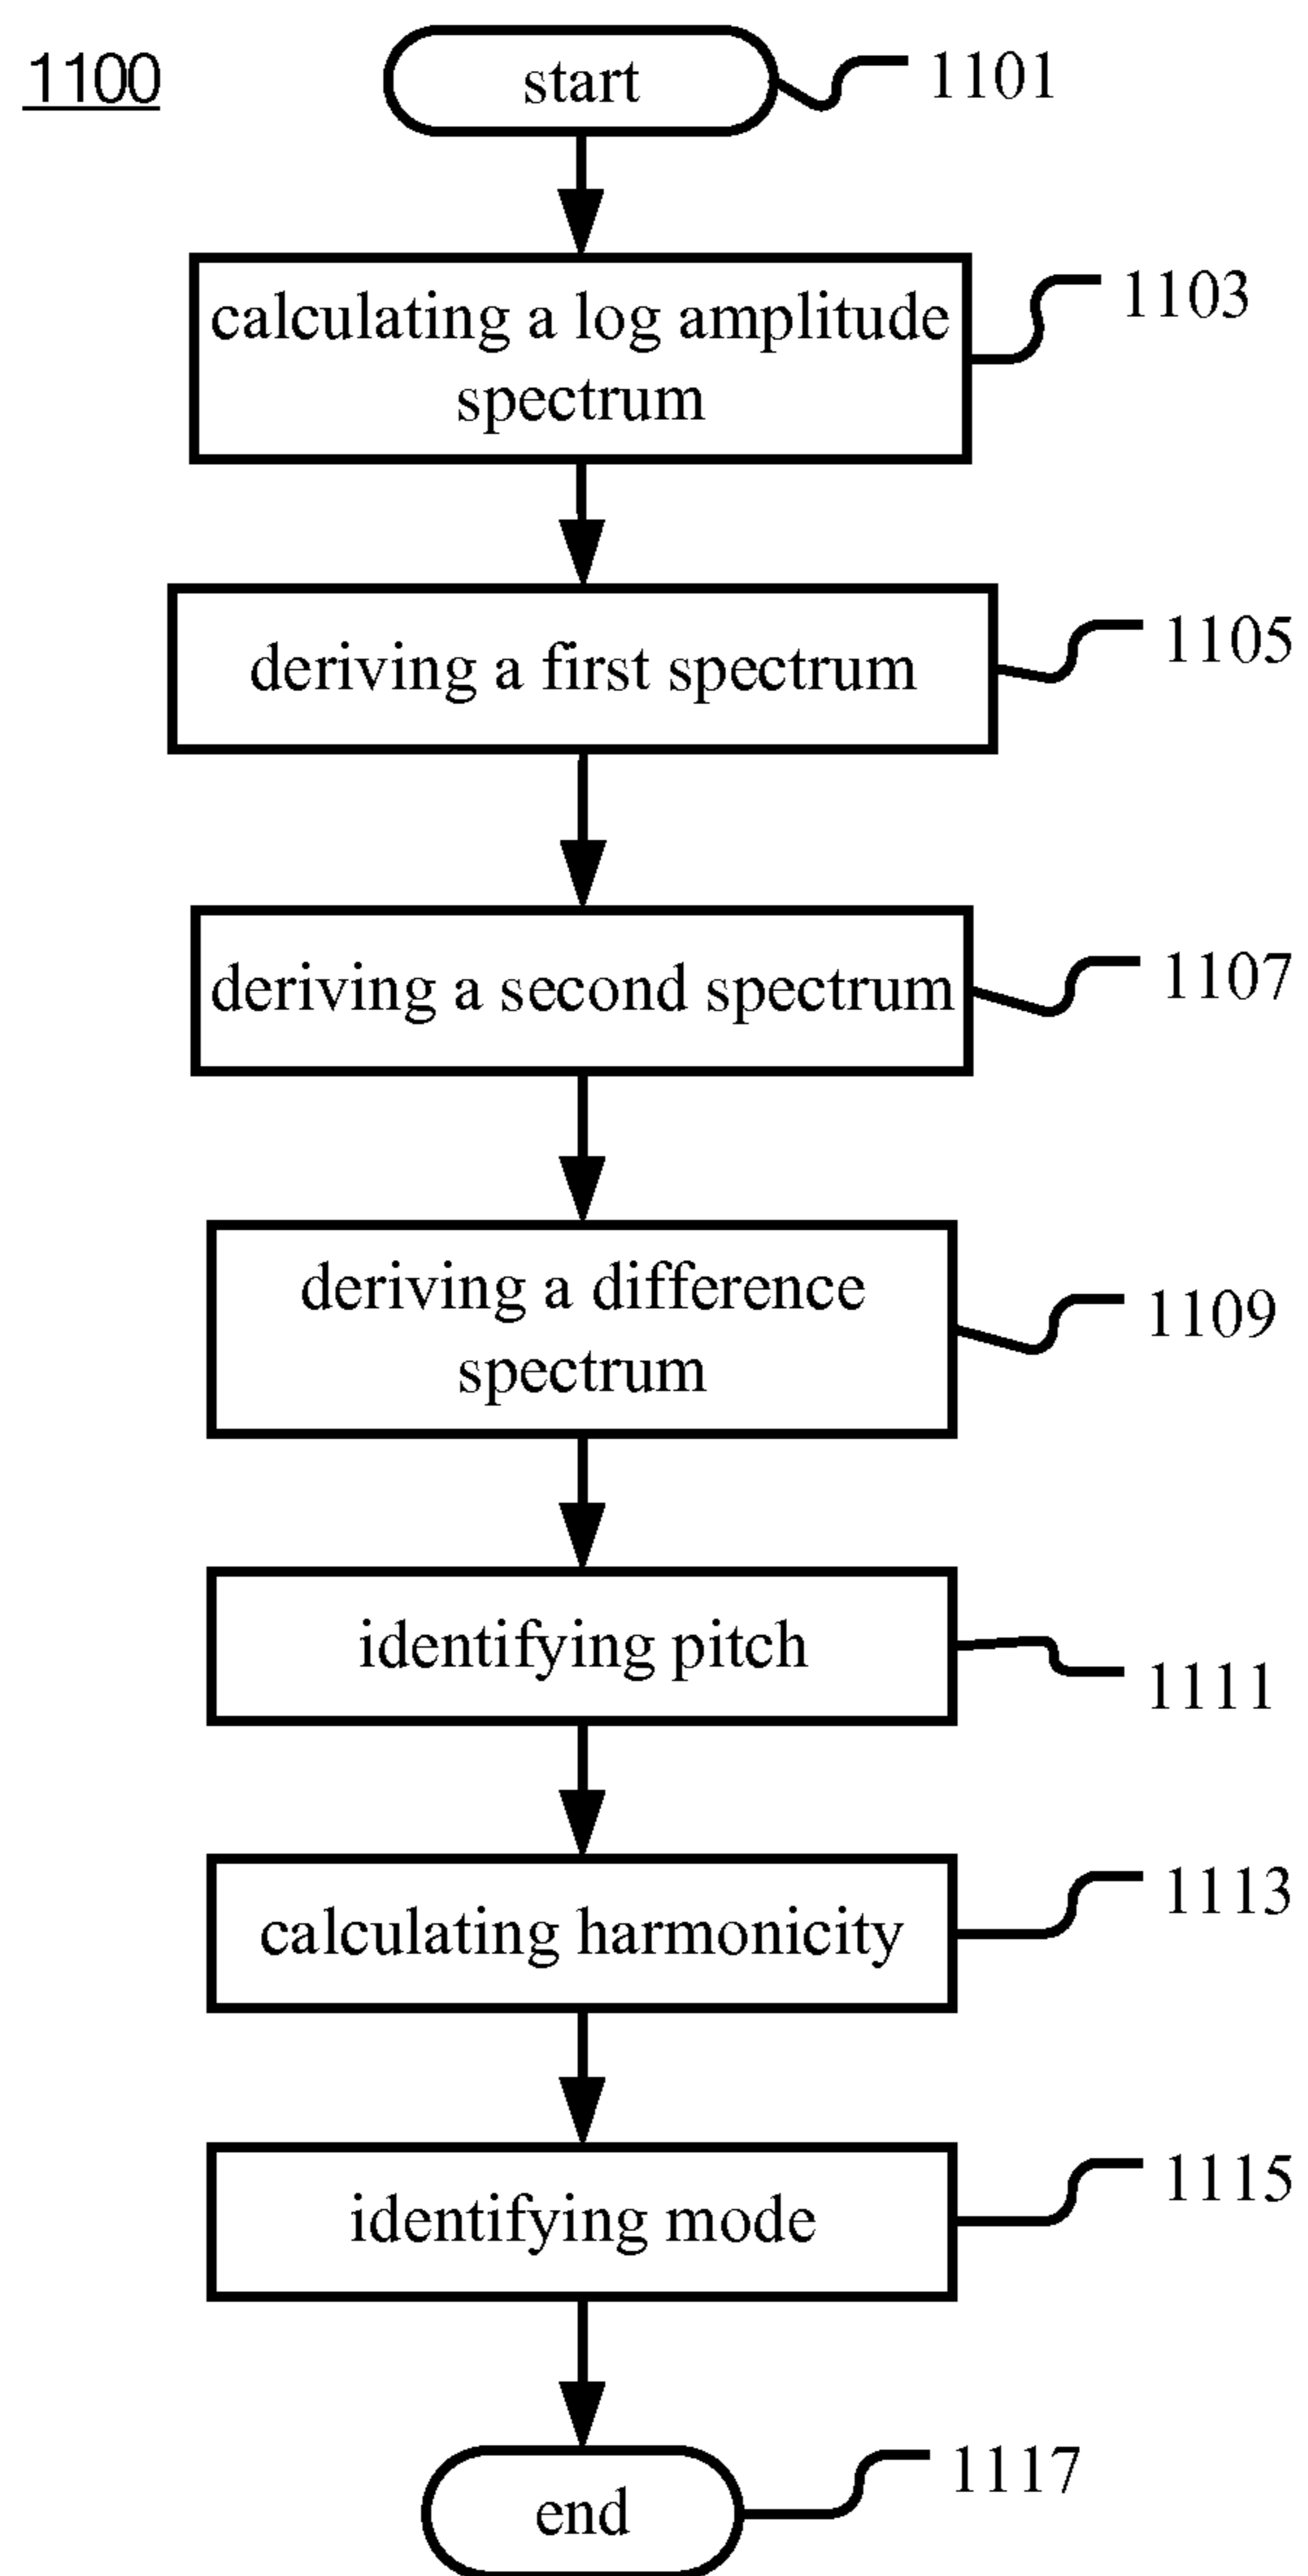 1100
start
1101
calculating a log amplitude
spectrum
1103
deriving a first spectrum
1105
deriving a second spectrum
1107
deriving a difference
spectrum
1109
identifying pitch
1111
calculating harmonicity
1113
identifying mode
1115
end
1117